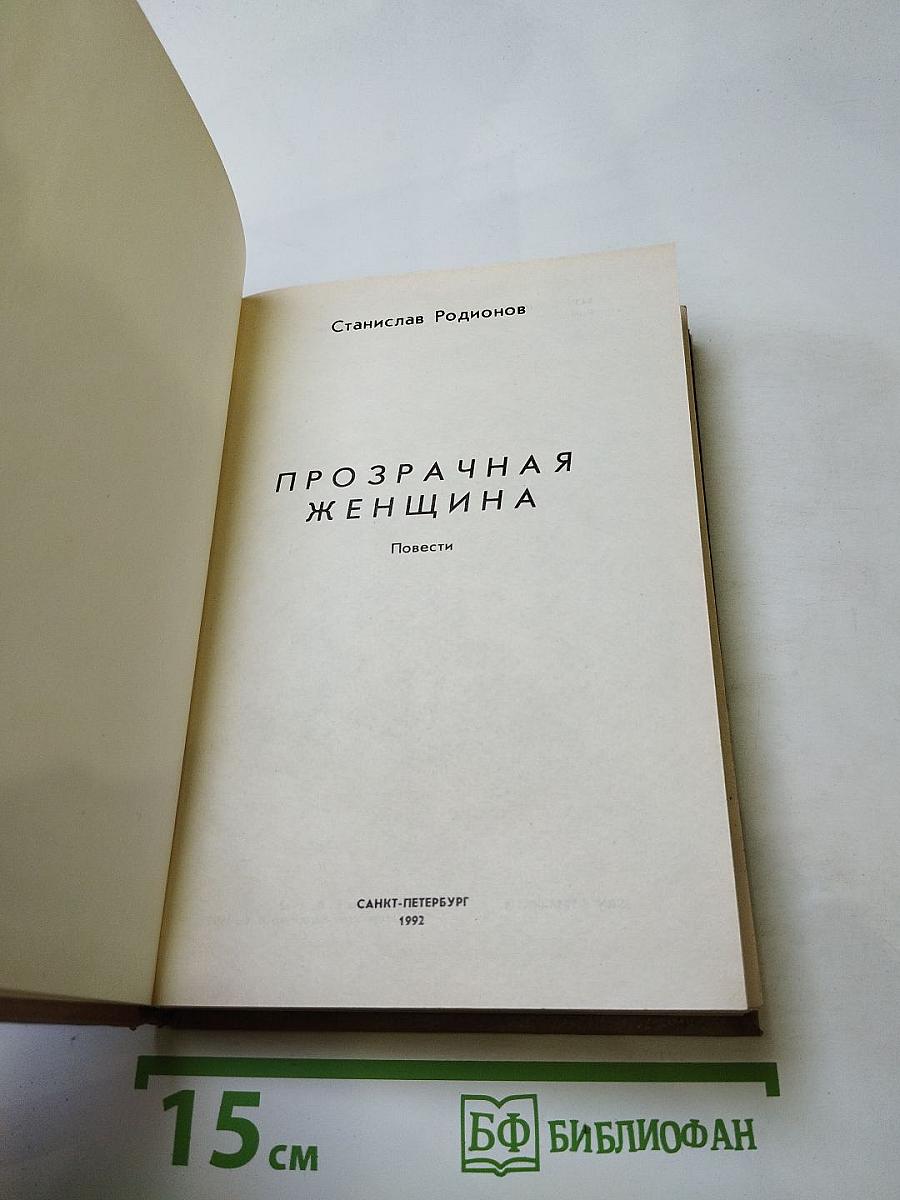 Станислав Родионов
ПРОЗРАЧНАЯ
ЖЕНЩИНА
Повести
САНКТ-ПЕТЕРБУРГ
1992
15 см
БФ БИБЛИОФАН